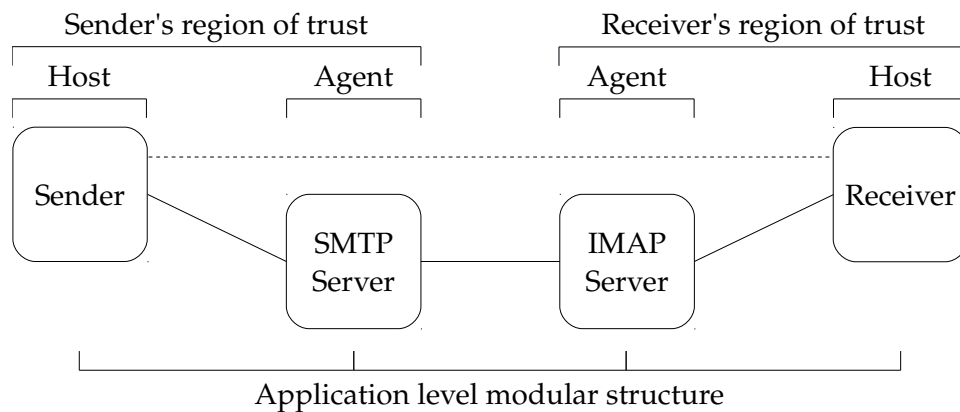 Sender's region of trust
Receiver's region of trust
Host
Agent
Agent
Host
Sender
Receiver
SMTP
Server
IMAP
Server
Application level modular structure